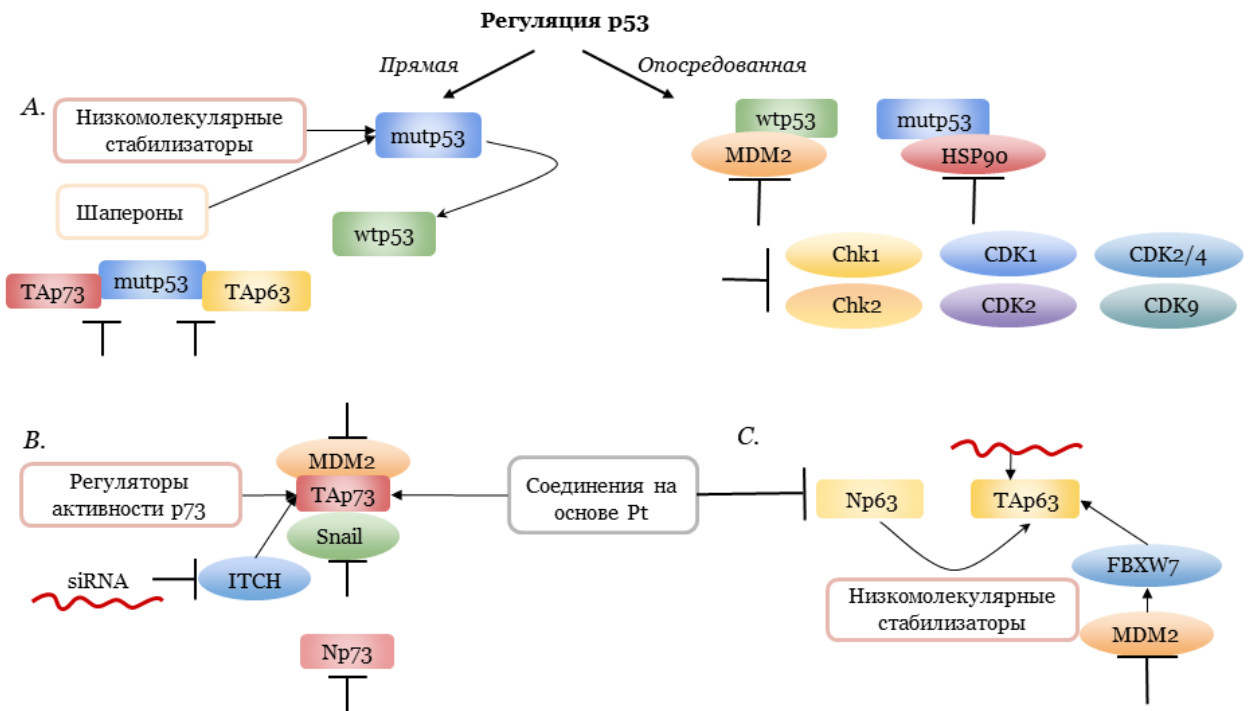 Регуляция p53
Прямая
Опосредованная
A.
Низкомолекулярные
стабилизаторы
mutp53
Шапероны
wtp53
TAp73
mutp53
TAp63
wtp53
MDM2
mutp53
HSP90
Chk1
CDK1
CDK2/4
Chk2
CDK2
CDK9
B.
MDM2
Регуляторы
активности p73
TAp73
Snail
siRNA
ITCH
Np73
Соединения на
основе Pt
C.
Np63
TAp63
FBXW7
Низкомолекулярные
стабилизаторы
MDM2